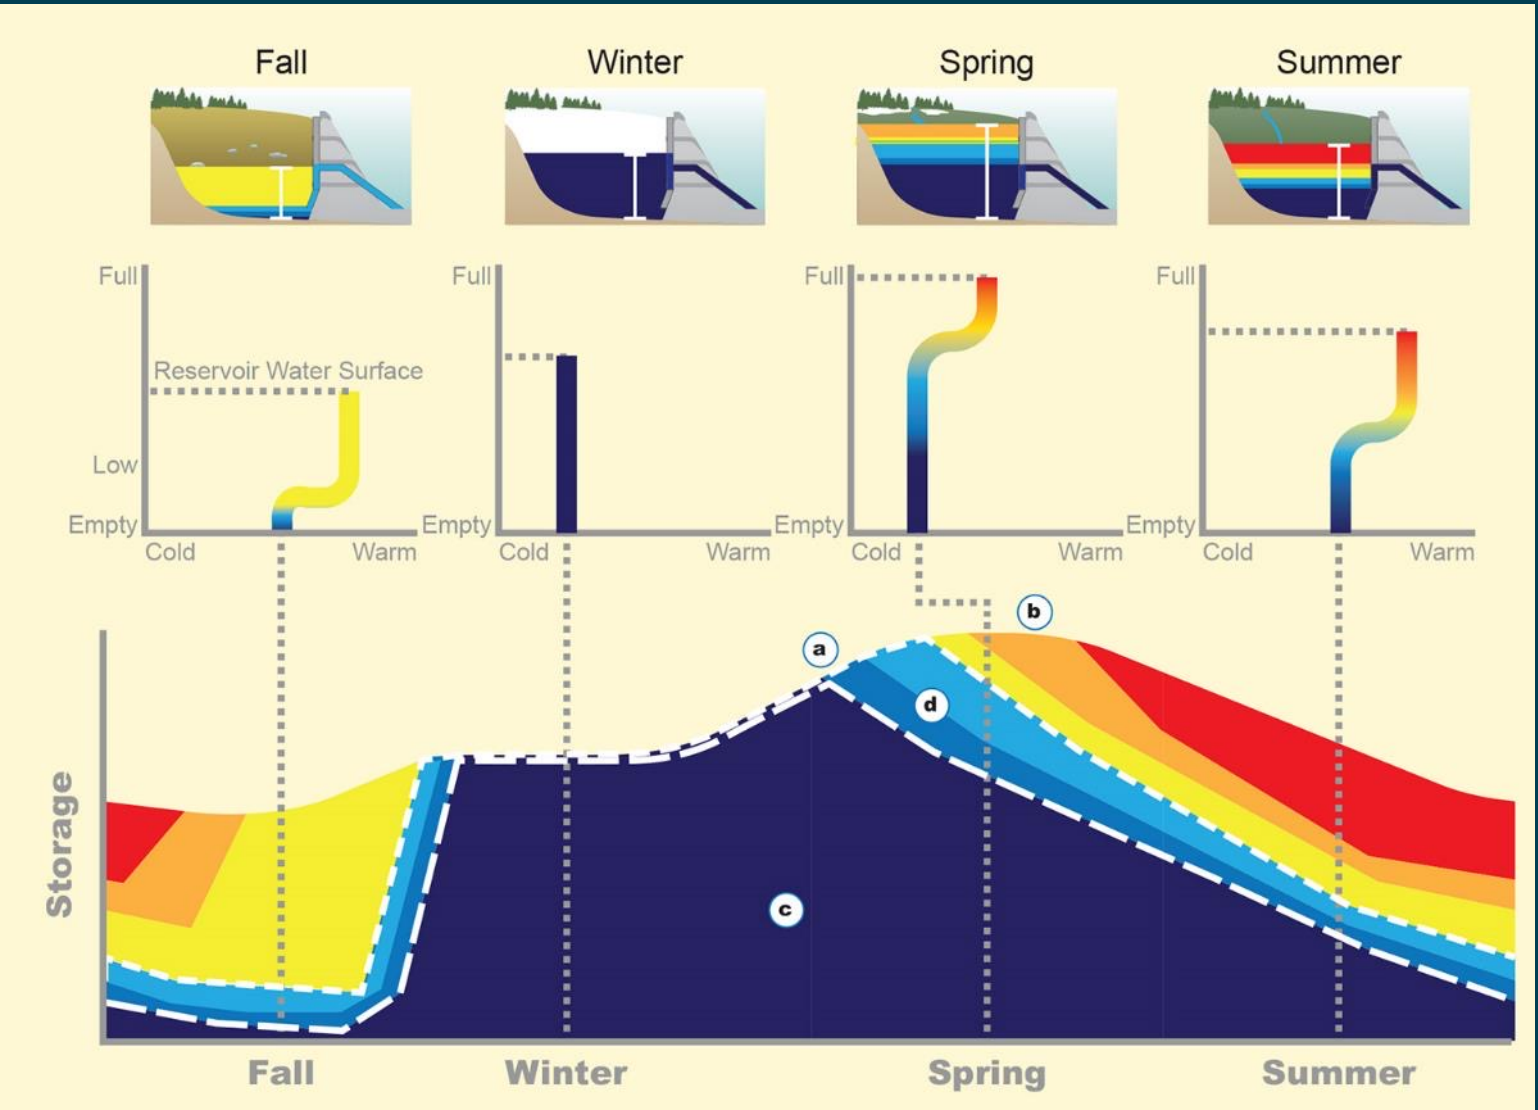 Fall
Winter
Spring
Summer
Full
Reservoir Water Surface
Low
Empty
Cold Warm
Full
Empty
Cold Warm
Full
Empty
Cold Warm
Full
Empty
Cold Warm
a
b
d
c
Storage
Fall
Winter
Spring
Summer